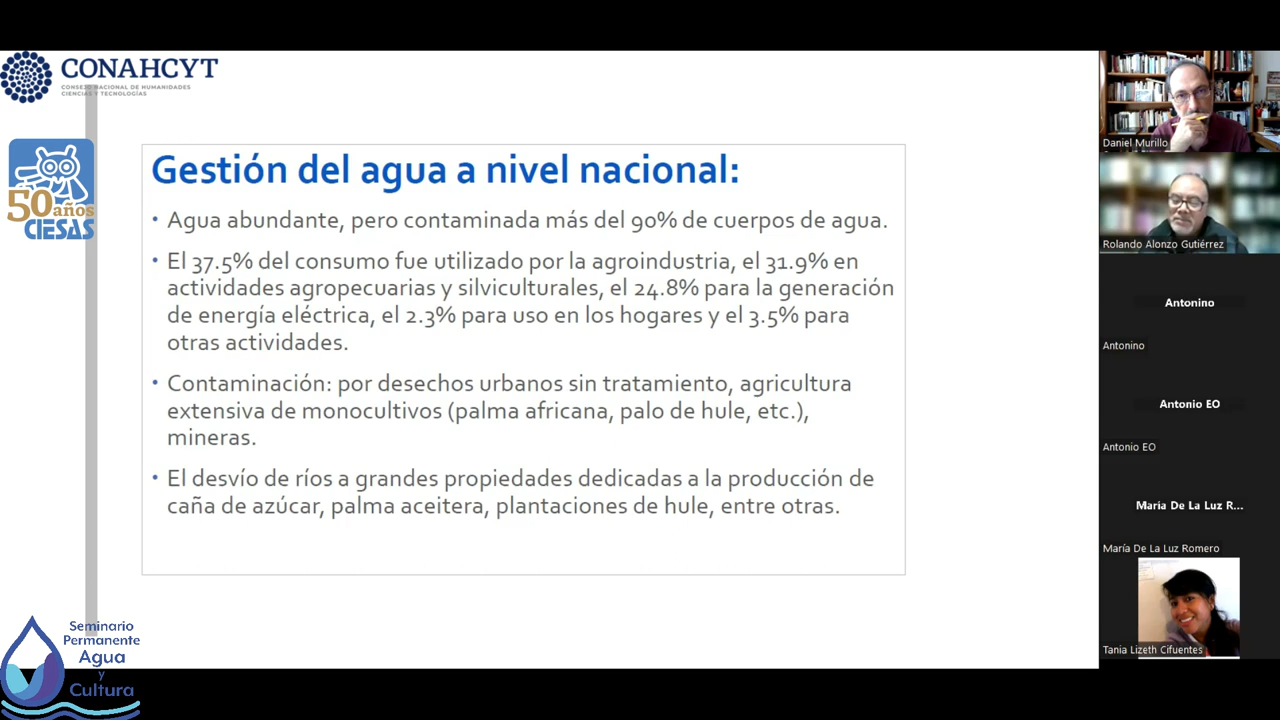 CONAHCYT
CONSEJO NACIONAL DE HUMANIDADES
CIENCIAS Y TECNOLOGÍAS
50 años
CIESAS
Gestión del agua a nivel nacional:
• Agua abundante, pero contaminada más del 90% de cuerpos de agua.
• El 37.5% del consumo fue utilizado por la agroindustria, el 31.9% en
actividades agropecuarias y silviculturales, el 24.8% para la generación
de energía eléctrica, el 2.3% para uso en los hogares y el 3.5% para
otras actividades.
• Contaminación: por desechos urbanos sin tratamiento, agricultura
extensiva de monocultivos (palma africana, palo de hule, etc.),
mineras.
• El desvío de ríos a grandes propiedades dedicadas a la producción de
caña de azúcar, palma aceitera, plantaciones de hule, entre otras.
Seminario
Permanente
Agua
y
Cultura
Daniel Murillo
Rolando Alonzo Gutiérrez
Antonino
Antonino
Antonio EO
Antonio EO
María De La Luz R...
María De La Luz Romero
Tania Lizeth Cifuentes